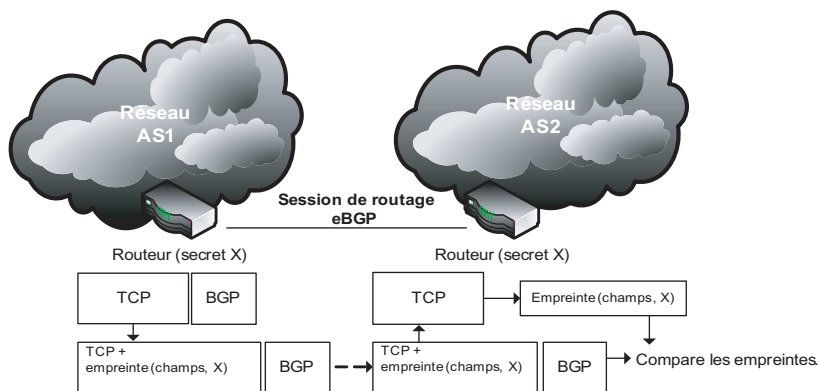 Réseau
AS1
Réseau
AS2
Session de routage
eBGP
Routeur (secret X)
Routeur (secret X)
TCP
BGP
TCP
Empreinte (champs, X)
TCP +
empreinte (champs, X)
BGP
TCP +
empreinte (champs, X)
BGP
Compare les empreintes.